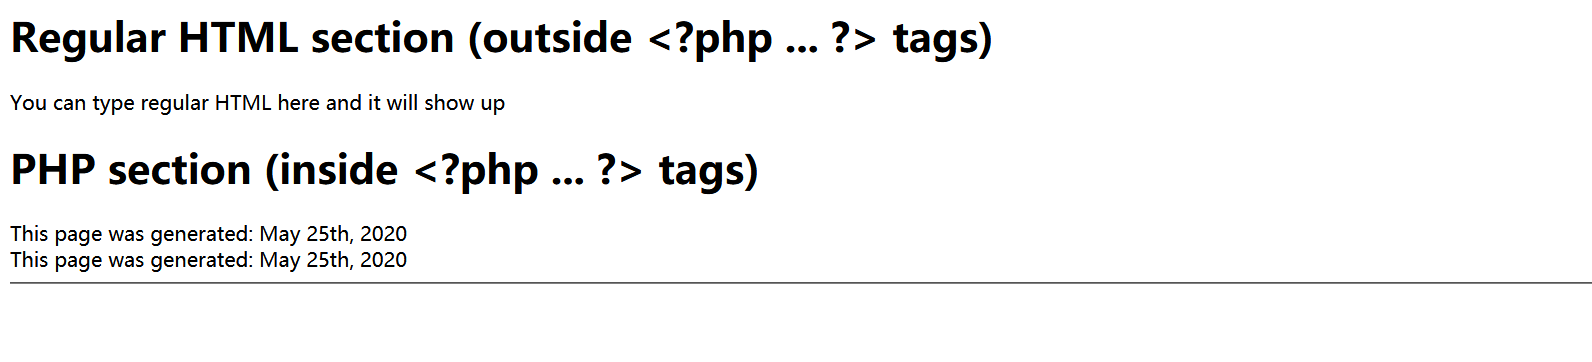 Regular HTML section (outside <?php ... ?> tags)
You can type regular HTML here and it will show up
PHP section (inside <?php ... ?> tags)
This page was generated: May 25th, 2020
This page was generated: May 25th, 2020